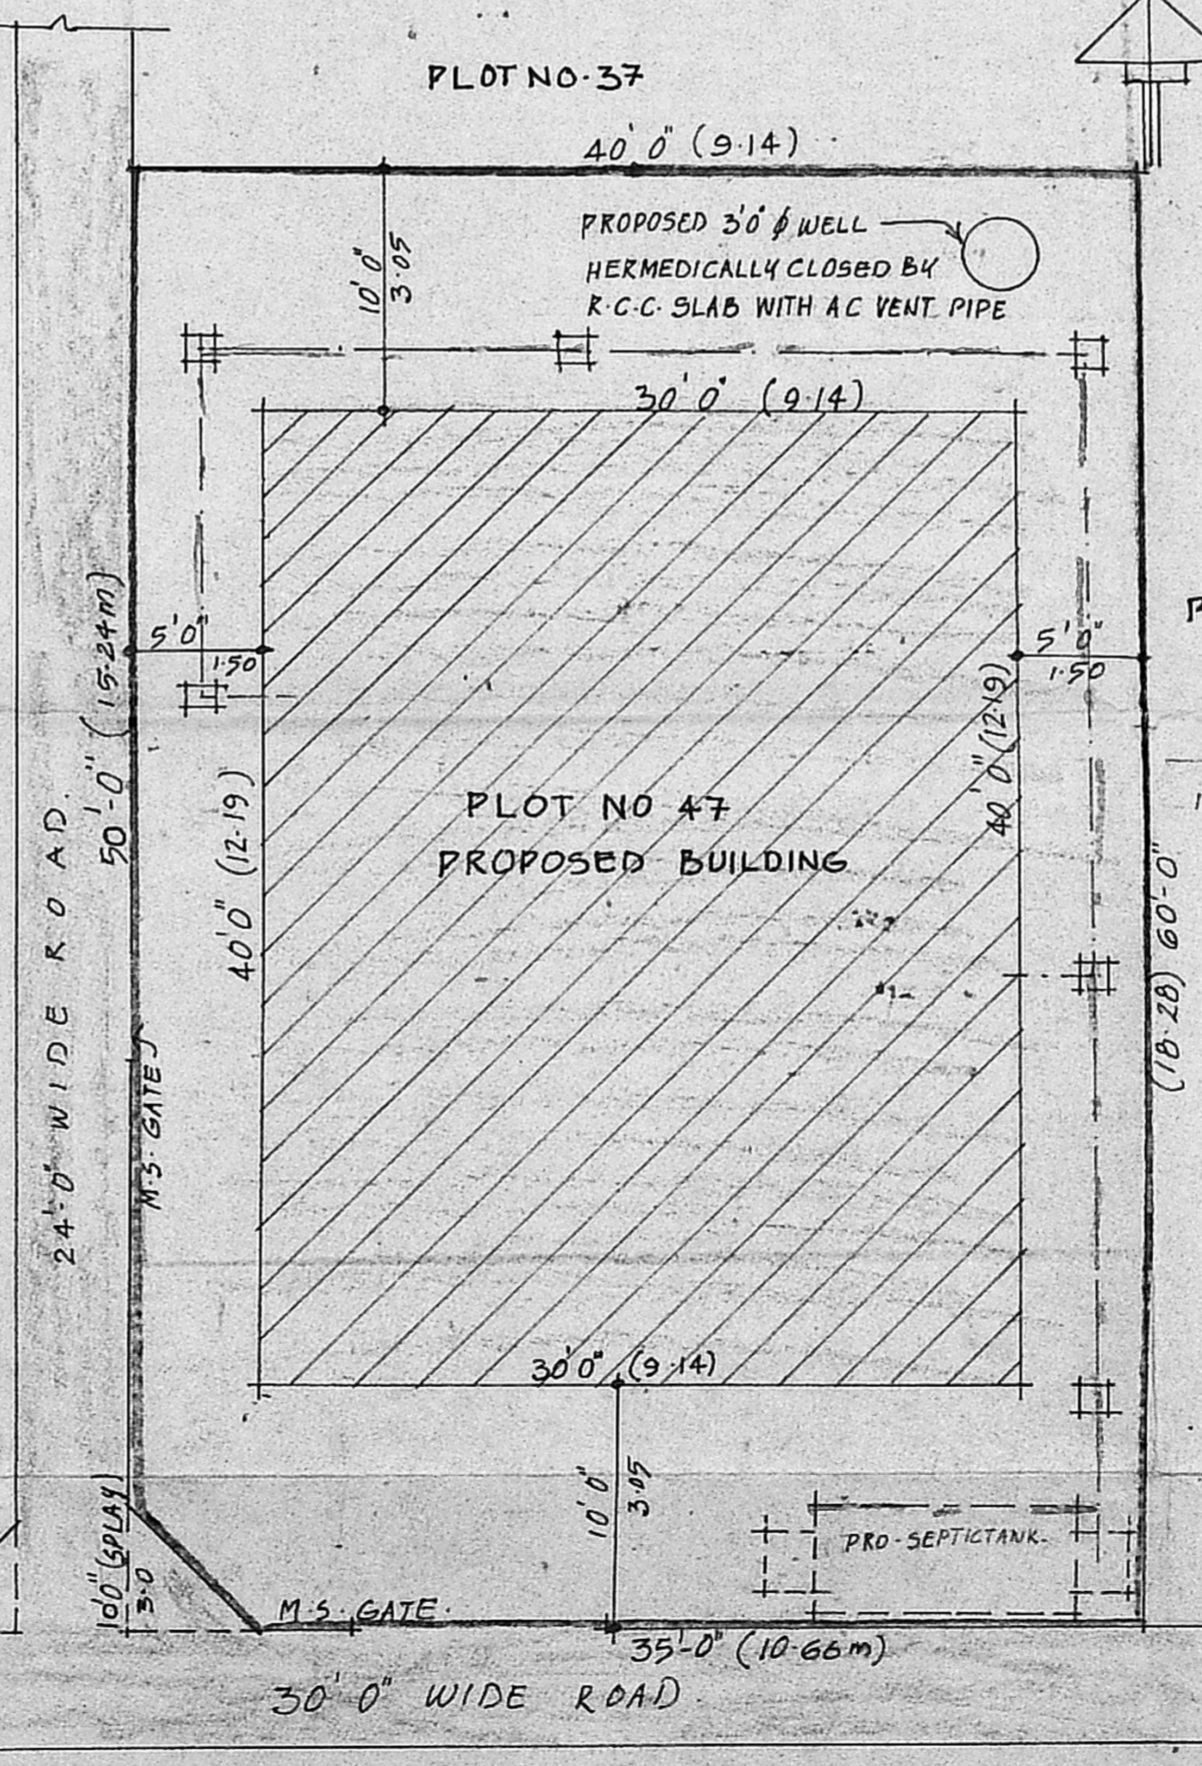 PLOT NO. 37
40' 0" (9.14)
PROPOSED 3'0" φ WELL
HERMEDICALLY CLOSED BY
R.C.C. SLAB WITH AC VENT PIPE
10' 0"
3.05
30' 0" (9.14)
50'-0" (15.24m)
5'0"
1.50
5'0"
1.50
40' 0" (12.19)
PLOT NO 47
PROPOSED BUILDING
40'0" (12.19)
(18.28) 60'-0"
24'-0" WIDE ROAD.
M.S. GATE
30'0" (9.14)
10' 0"
3.05
10'0" (SPLAY)
3.0
PRO-SEPTICTANK.
M.S. GATE.
35'-0" (10.66m)
30' 0" WIDE ROAD.